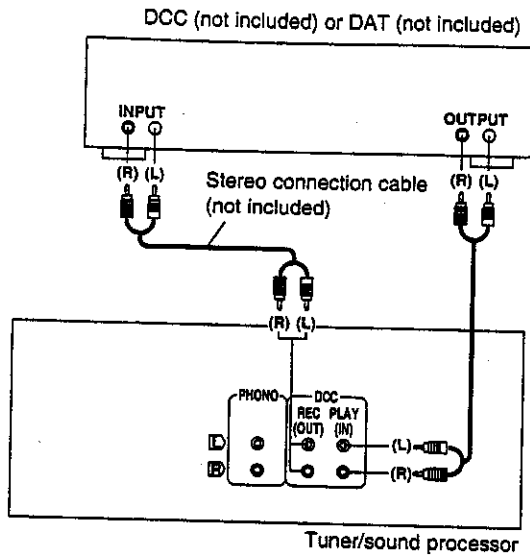 DCC (not included) or DAT (not included)
INPUT
OUTPUT
(R) (L)
(R) (L)
Stereo connection cable
(not included)
(R) (L)
PHONO
DCC
REC
(OUT)
PLAY
(IN)
L
(L)
R
(R)
Tuner/sound processor